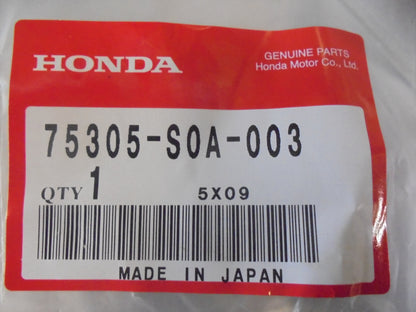 HONDA
GENUINE PARTS
Honda Motor Co., Ltd.
75305-S0A-003
QTY 1 5X09
MADE IN JAPAN